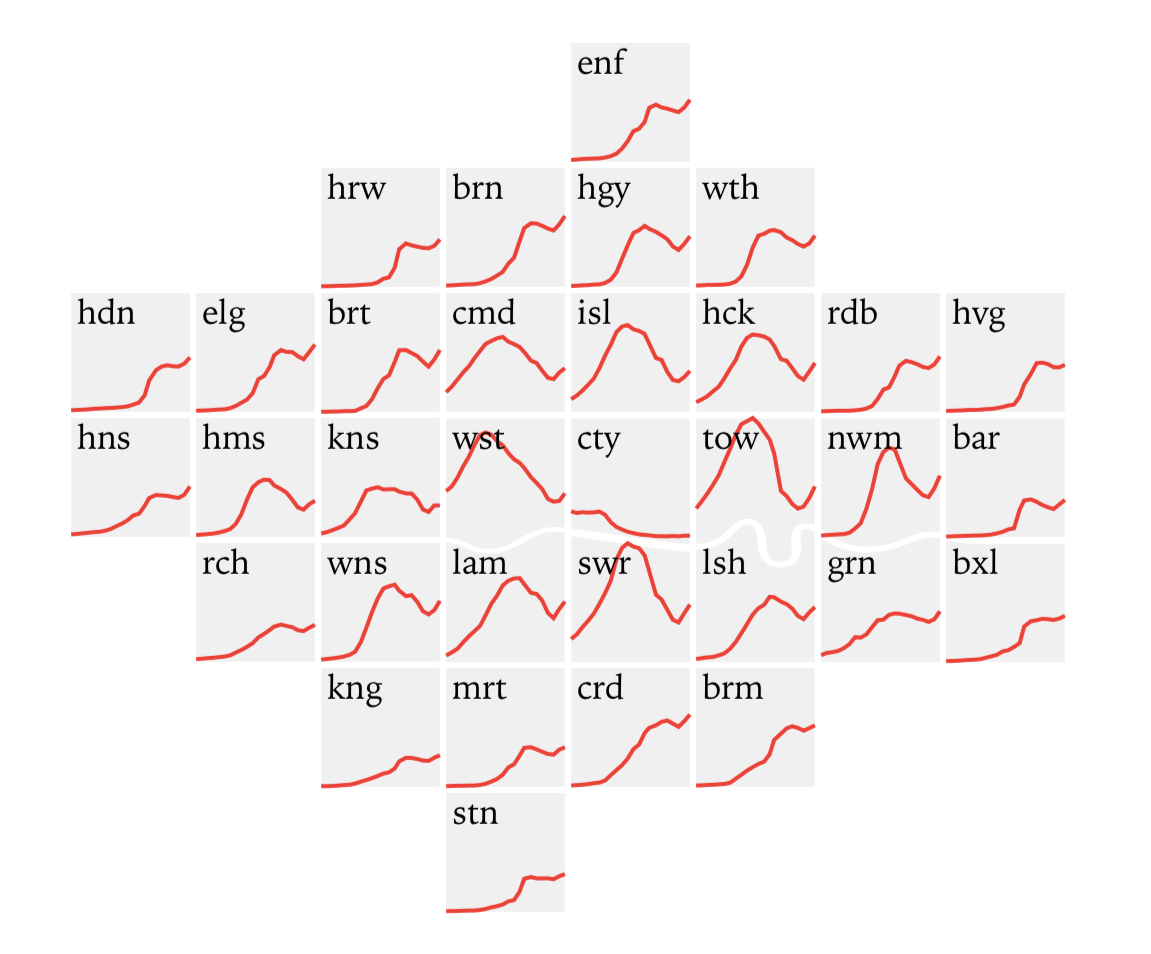 enf
hrw brn hgy wth
hdn elg brt cmd isl hck rdb hvg
hns hms kns wst cty tow nwm bar
rch wns lam swr lsh grn bxl
kng mrt crd brm
stn